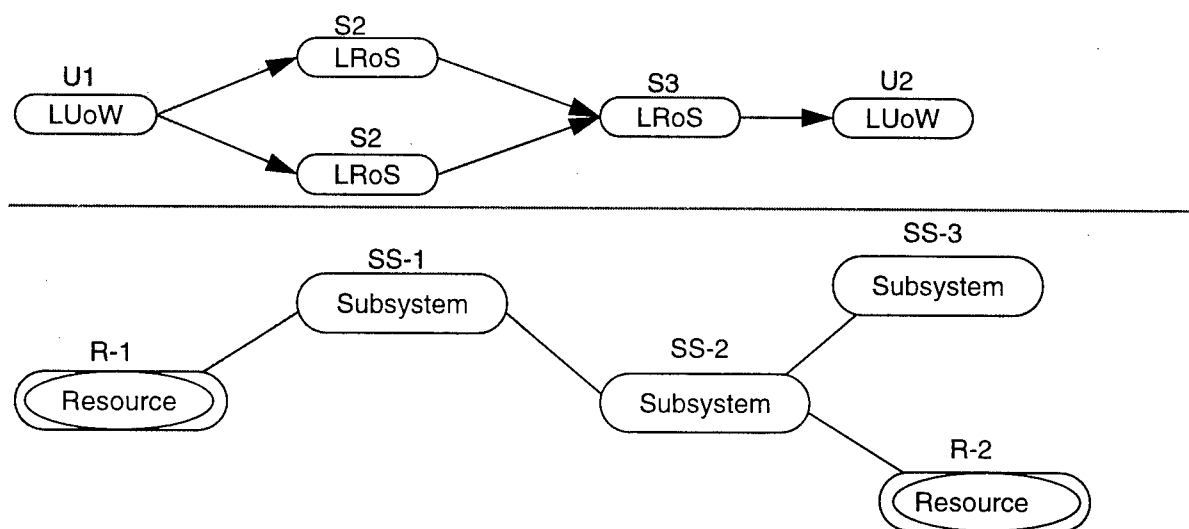 S2
LRoS
U1
LUoW
S3
LRoS
U2
LUoW
S2
LRoS
SS-3
Subsystem
SS-1
Subsystem
R-1
Resource
SS-2
Subsystem
R-2
Resource